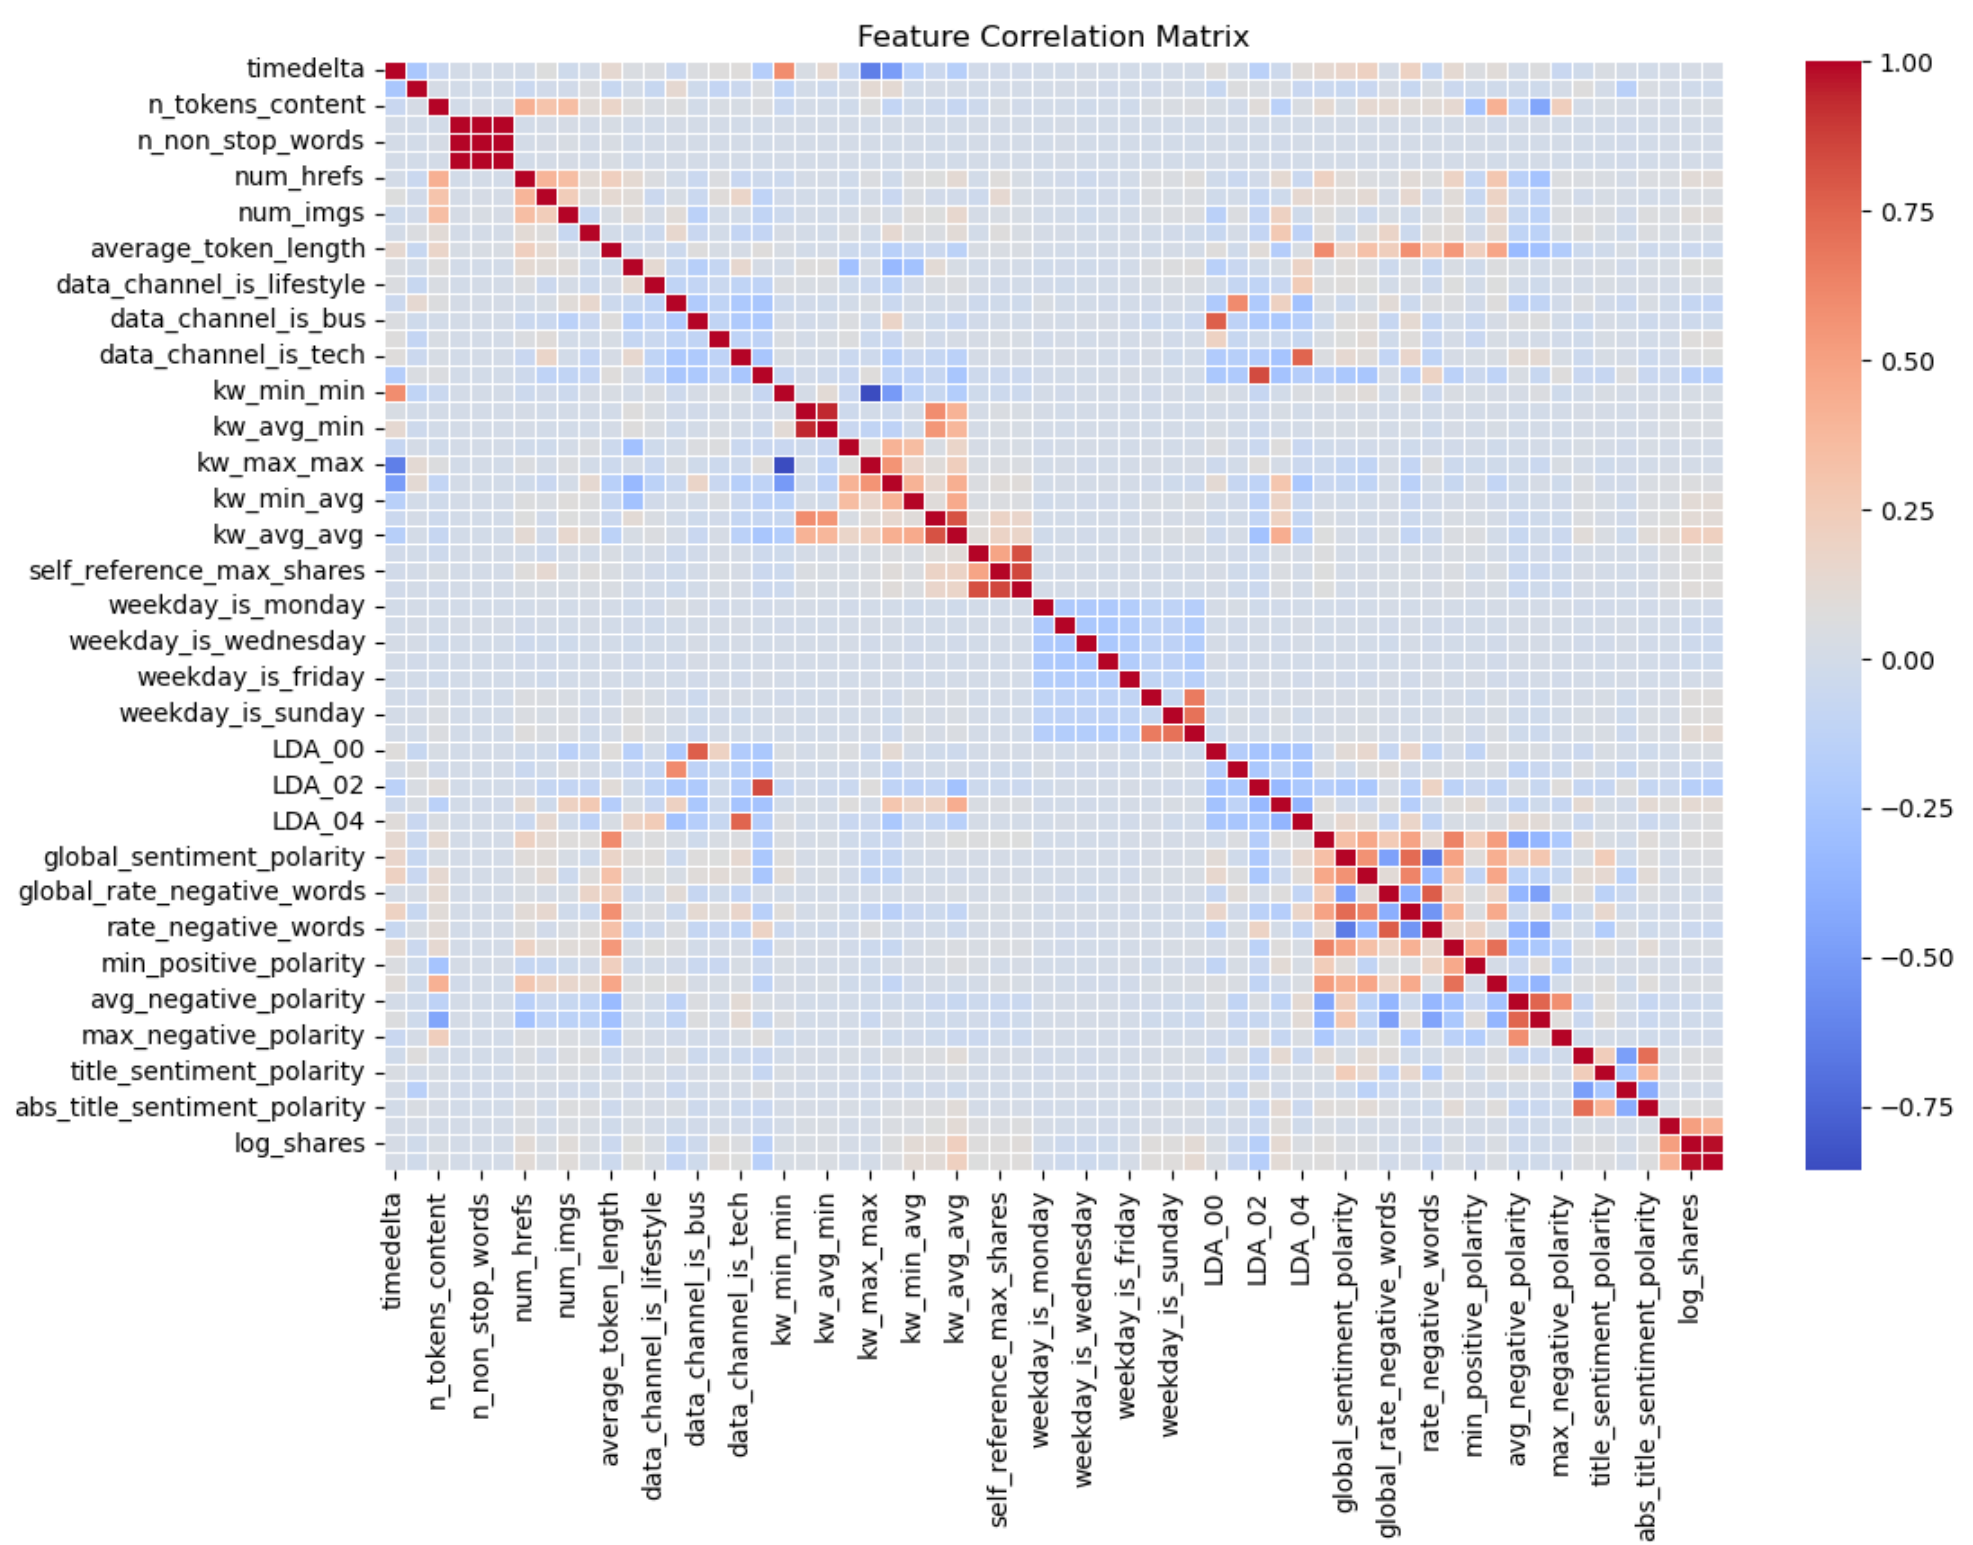 Feature Correlation Matrix
timedelta
n_tokens_content
n_non_stop_words
num_hrefs
num_imgs
average_token_length
data_channel_is_lifestyle
data_channel_is_bus
data_channel_is_tech
kw_min_min
kw_avg_min
kw_max_max
kw_min_avg
kw_avg_avg
self_reference_max_shares
weekday_is_monday
weekday_is_wednesday
weekday_is_friday
weekday_is_sunday
LDA_00
LDA_02
LDA_04
global_sentiment_polarity
global_rate_negative_words
rate_negative_words
min_positive_polarity
avg_negative_polarity
max_negative_polarity
title_sentiment_polarity
abs_title_sentiment_polarity
log_shares
timedelta
n_tokens_content
n_non_stop_words
num_hrefs
num_imgs
average_token_length
data_channel_is_lifestyle
data_channel_is_bus
data_channel_is_tech
kw_min_min
kw_avg_min
kw_max_max
kw_min_avg
kw_avg_avg
self_reference_max_shares
weekday_is_monday
weekday_is_wednesday
weekday_is_friday
weekday_is_sunday
LDA_00
LDA_02
LDA_04
global_sentiment_polarity
global_rate_negative_words
rate_negative_words
min_positive_polarity
avg_negative_polarity
max_negative_polarity
title_sentiment_polarity
abs_title_sentiment_polarity
log_shares
1.00
0.75
0.50
0.25
0.00
−0.25
−0.50
−0.75